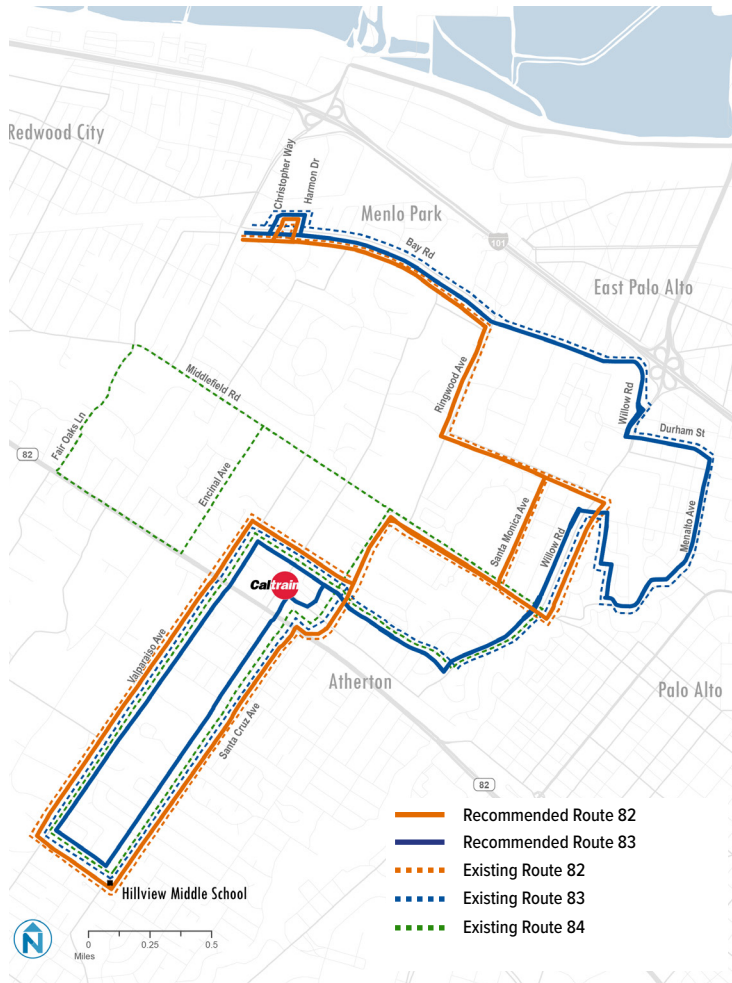 Redwood City
Christopher Way
Harmon Dr
Menlo Park
Bay Rd
101
East Palo Alto
Middlefield Rd
Ringwood Ave
Willow Rd
Durham St
Fair Oaks Ln
82
Encinal Ave
Santa Monica Ave
Willow Rd
Menalto Ave
Caltrain
Valparaiso Ave
Atherton
Palo Alto
Santa Cruz Ave
82
Recommended Route 82
Recommended Route 83
Existing Route 82
Existing Route 83
Existing Route 84
Hillview Middle School
N
0 0.25 0.5
Miles